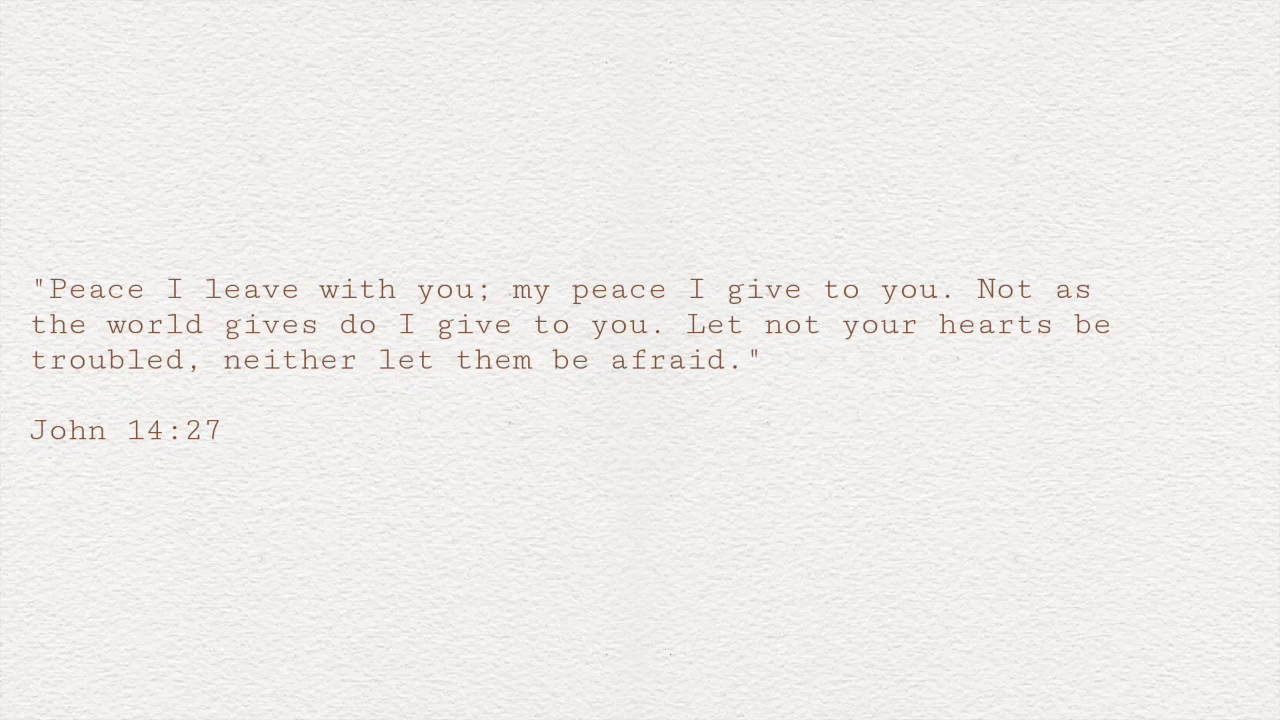 "Peace I leave with you; my peace I give to you. Not as
the world gives do I give to you. Let not your hearts be
troubled, neither let them be afraid."
John 14:27